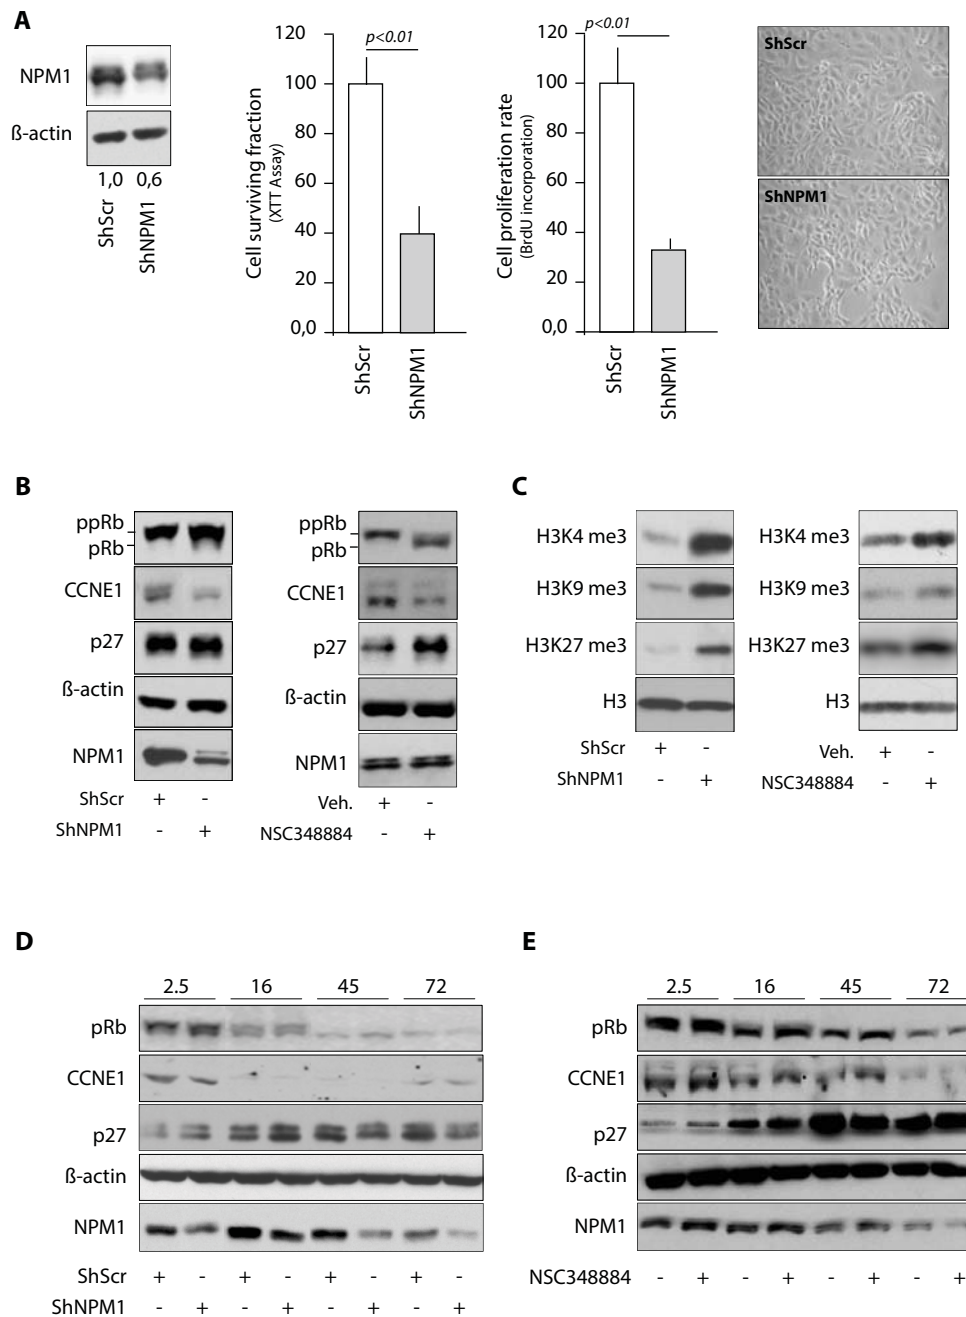 A
NPM1
ß-actin
1,0 0,6
ShScr
ShNPM1
Cell surviving fraction
(XTT Assay)
120
100
80
60
40
20
0,0
p<0.01
ShScr
ShNPM1
Cell proliferation rate
(BrdU incorporation)
120
100
80
60
40
20
0,0
p<0.01
ShScr
ShNPM1
ShScr
ShNPM1
B
ppRb
pRb
CCNE1
p27
ß-actin
NPM1
ShScr + -
ShNPM1 - +
ppRb
pRb
CCNE1
p27
ß-actin
NPM1
Veh. + -
NSC348884 - +
C
H3K4 me3
H3K9 me3
H3K27 me3
H3
ShScr + -
ShNPM1 - +
H3K4 me3
H3K9 me3
H3K27 me3
H3
Veh. + -
NSC348884 - +
D
2.5 16 45 72
pRb
CCNE1
p27
ß-actin
NPM1
ShScr + - + - + - + -
ShNPM1 - + - + - + - +
E
2.5 16 45 72
pRb
CCNE1
p27
ß-actin
NPM1
NSC348884 - + - + - + - +